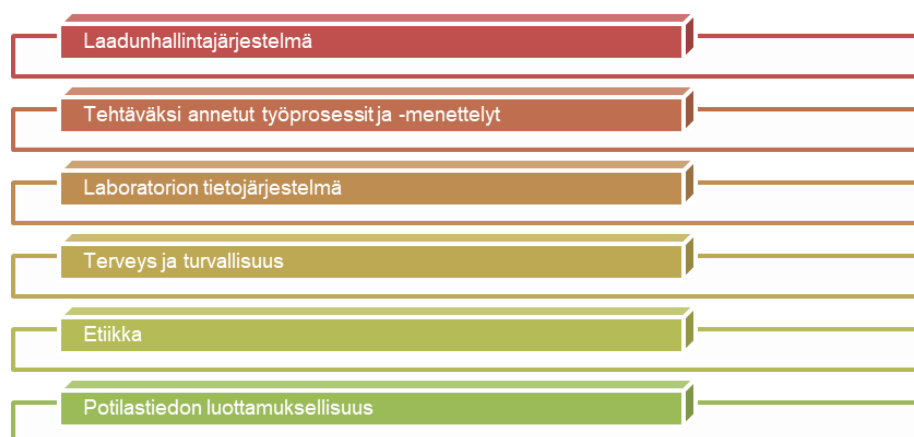 Laadunhallintajärjestelmä
Tehtäväksi annetut työprosessit ja -menettelyt
Laboratorion tietojärjestelmä
Terveys ja turvallisuus
Etiikka
Potilastiedon luottamuksellisuus